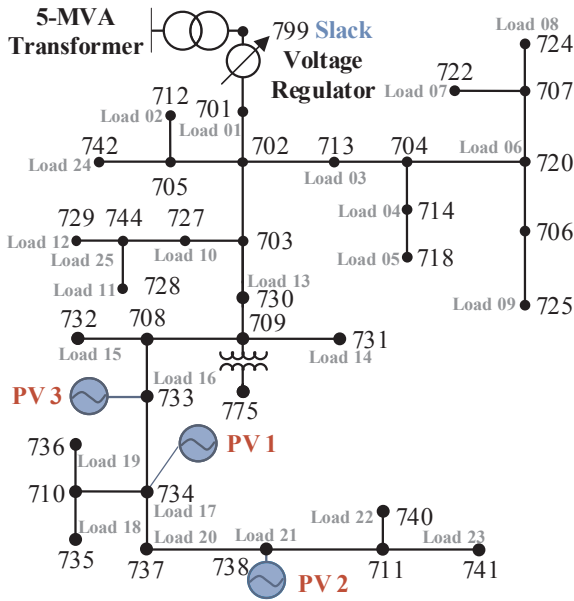 5-MVA
Transformer
799 Slack
Voltage
Regulator
Load 08
724
722
Load 07
707
712
Load 02
701
Load 01
742
Load 24
705
702
713
Load 03
704
Load 06
720
Load 04
714
Load 05
718
706
Load 09
725
729
744
727
703
Load 12
Load 25
Load 10
Load 11
728
Load 13
730
732
708
709
731
Load 15
Load 14
775
PV 3
Load 16
733
PV 1
736
Load 19
710
734
Load 17
Load 18
735
Load 20
737
Load 21
738
PV 2
Load 22
740
711
Load 23
741